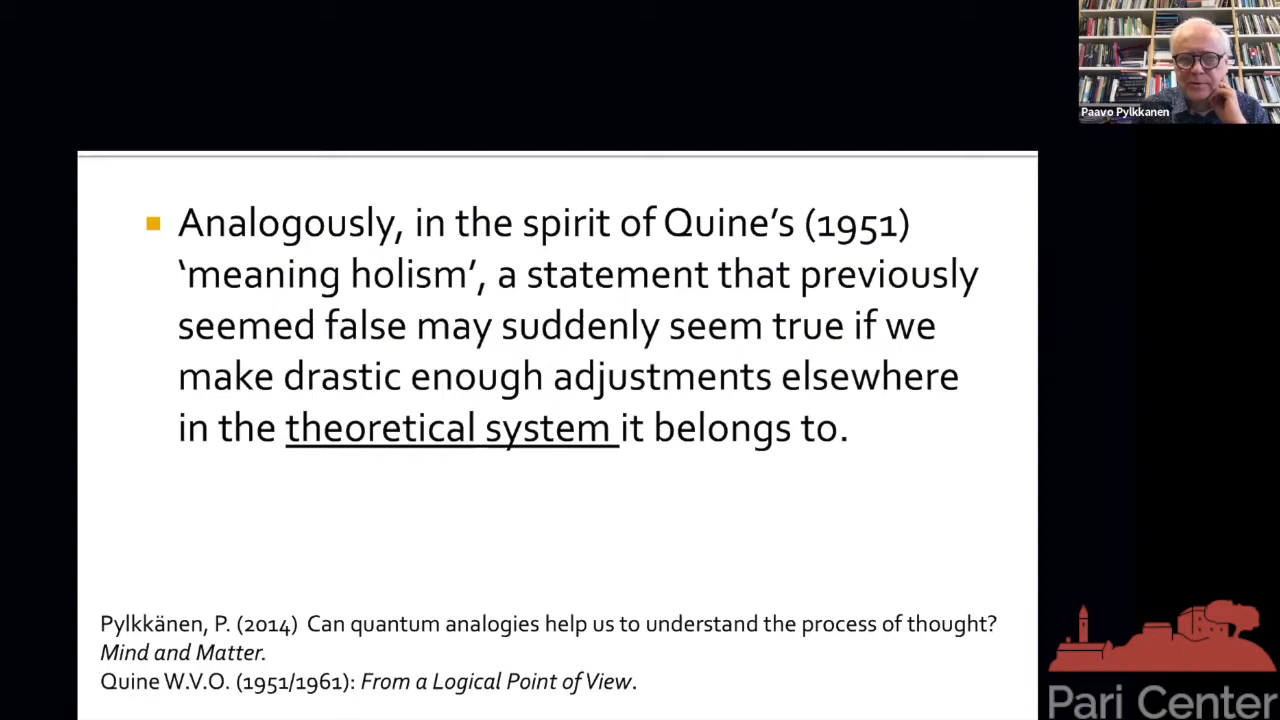 Paavo Pylkkanen
Analogously, in the spirit of Quine’s (1951)
‘meaning holism’, a statement that previously
seemed false may suddenly seem true if we
make drastic enough adjustments elsewhere
in the theoretical system it belongs to.
Pylkkänen, P. (2014) Can quantum analogies help us to understand the process of thought?
Mind and Matter.
Quine W.V.O. (1951/1961): From a Logical Point of View.
Pari Center